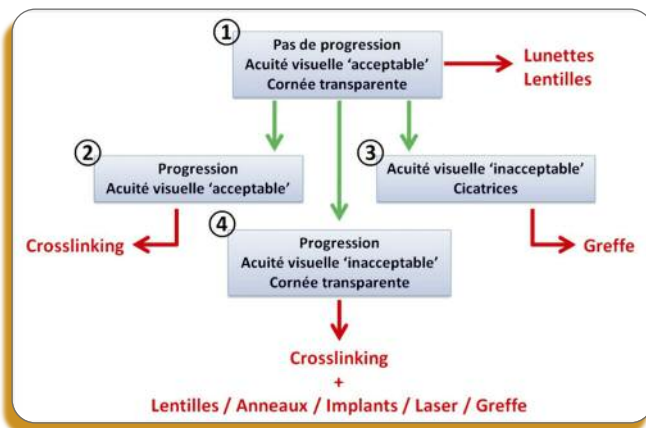 1
Pas de progression
Acuité visuelle ‘acceptable’
Cornée transparente
Lunettes
Lentilles
2
Progression
Acuité visuelle ‘acceptable’
3
Acuité visuelle ‘inacceptable’
Cicatrices
Crosslinking
4
Progression
Acuité visuelle ‘inacceptable’
Cornée transparente
Greffe
Crosslinking
+
Lentilles / Anneaux / Implants / Laser / Greffe